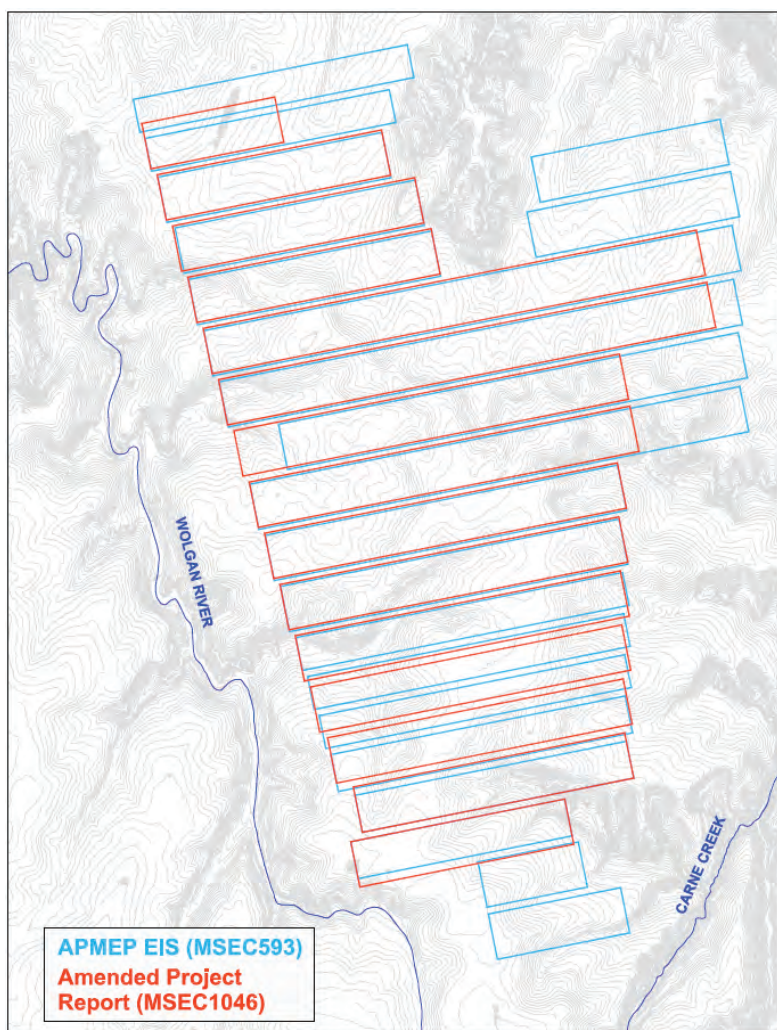 WOLGAN RIVER
CARNE CREEK
APMEP EIS (MSEC593)
Amended Project
Report (MSEC1046)